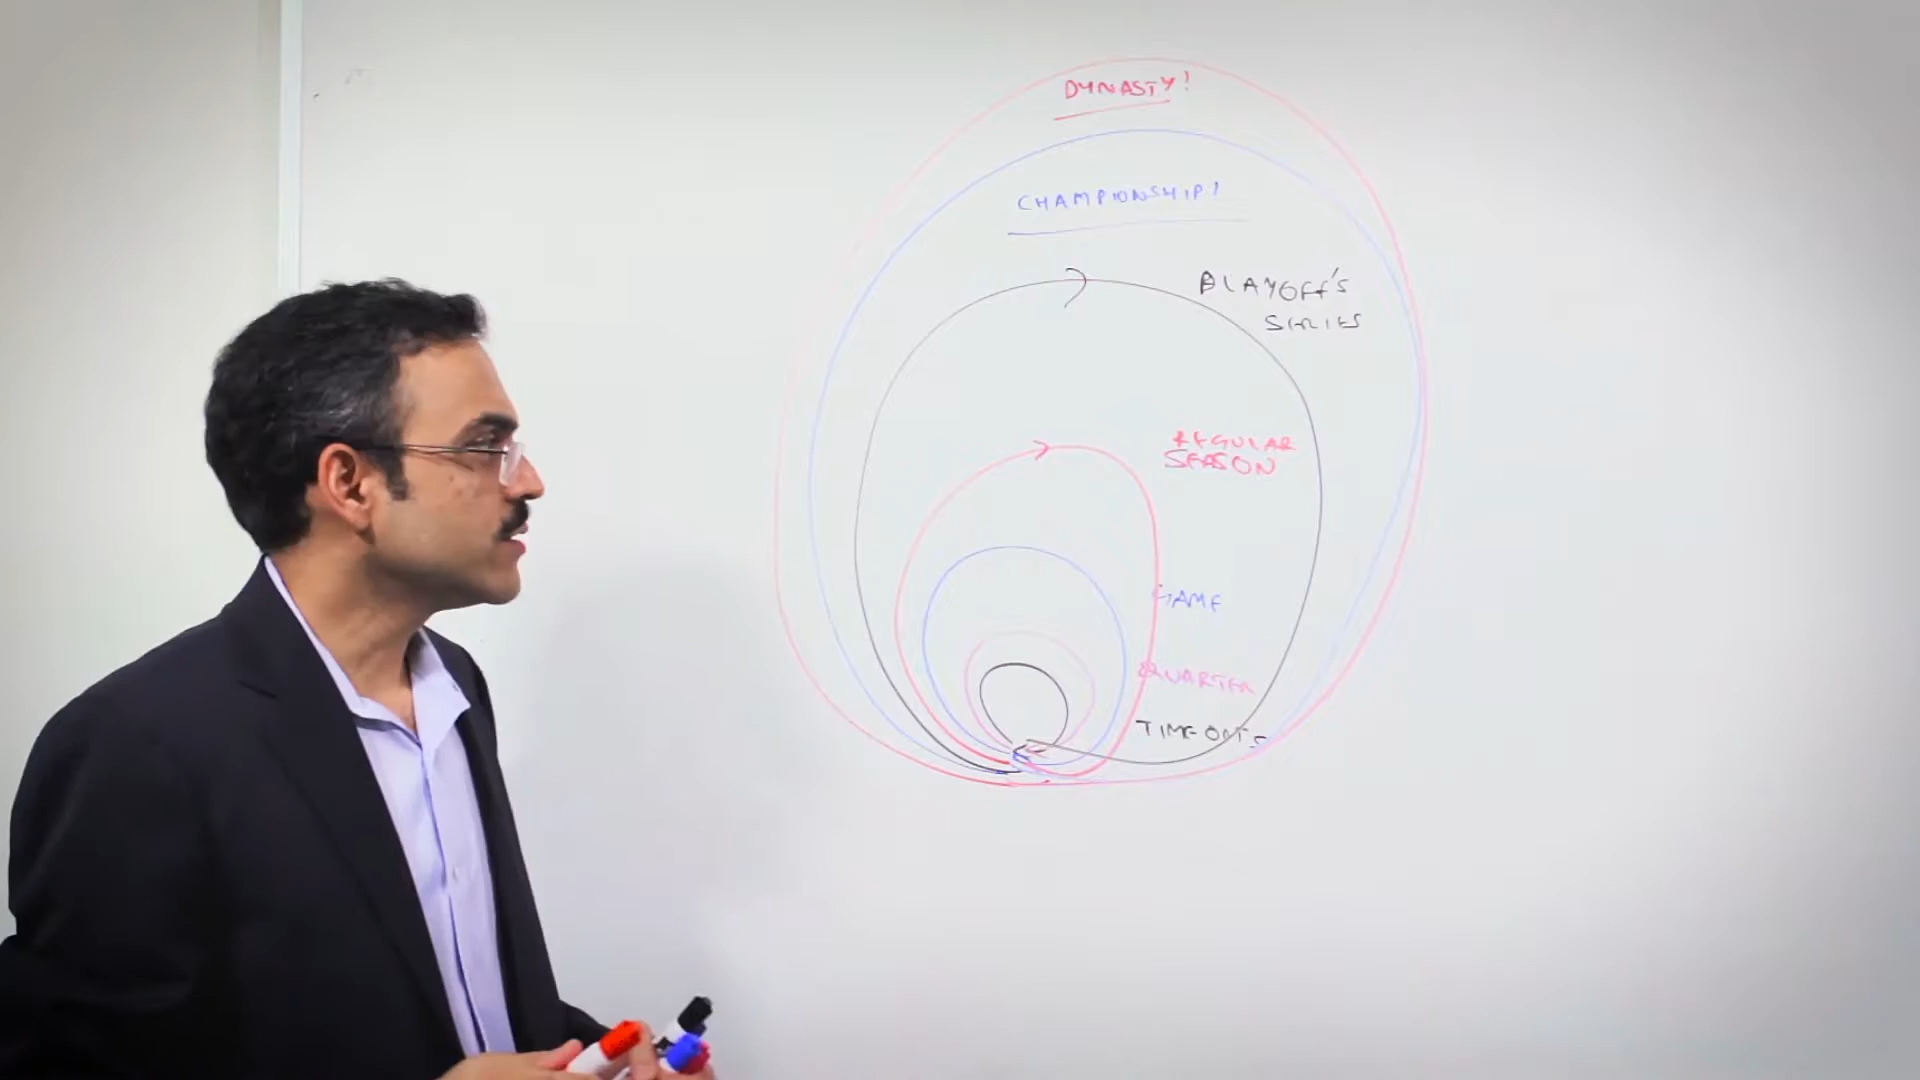 DYNASTY!
CHAMPIONSHIP!
PLAYOFF'S
SERIES
REGULAR
SEASON
GAME
QUARTER
TIME-OUTS